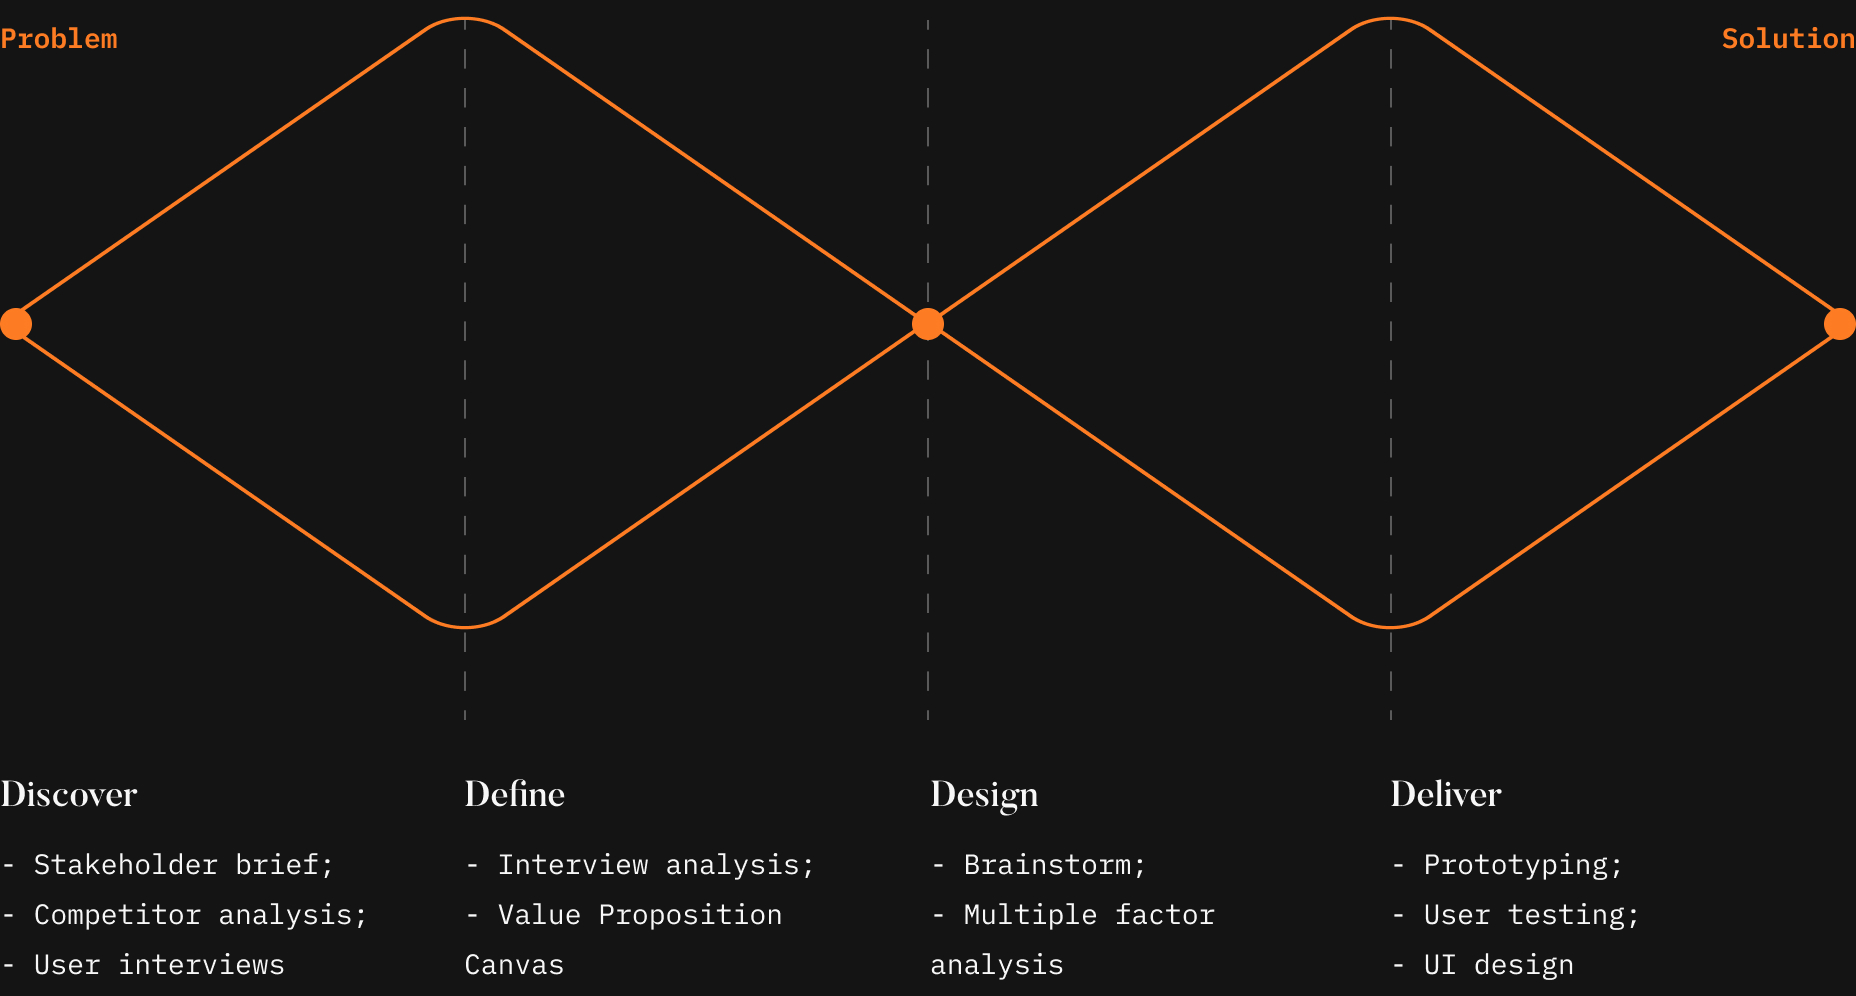 Problem
Solution
Discover
- Stakeholder brief;
- Competitor analysis;
- User interviews
Define
- Interview analysis;
- Value Proposition
Canvas
Design
- Brainstorm;
- Multiple factor
analysis
Deliver
- Prototyping;
- User testing;
- UI design